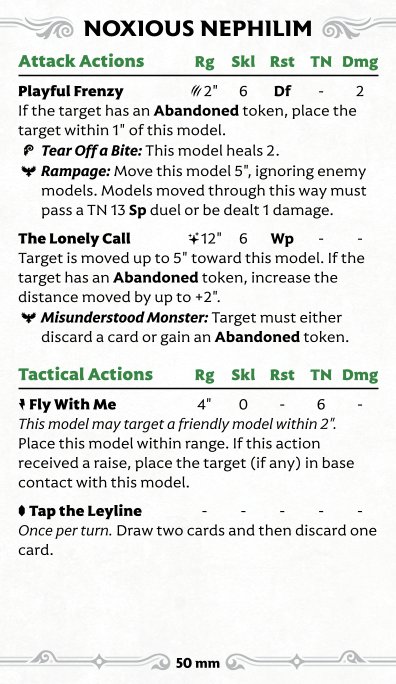 NOXIOUS NEPHILIM
Attack Actions Rg Skl Rst TN Dmg
Playful Frenzy 2" 6 Df - 2
If the target has an Abandoned token, place the
target within 1" of this model.
Tear Off a Bite: This model heals 2.
Rampage: Move this model 5", ignoring enemy
models. Models moved through this way must
pass a TN 13 Sp duel or be dealt 1 damage.
The Lonely Call 12" 6 Wp - -
Target is moved up to 5" toward this model. If the
target has an Abandoned token, increase the
distance moved by up to +2".
Misunderstood Monster: Target must either
discard a card or gain an Abandoned token.
Tactical Actions Rg Skl Rst TN Dmg
Fly With Me 4" 0 - 6 -
This model may target a friendly model within 2".
Place this model within range. If this action
received a raise, place the target (if any) in base
contact with this model.
Tap the Leyline - - - - -
Once per turn. Draw two cards and then discard one
card.
50 mm